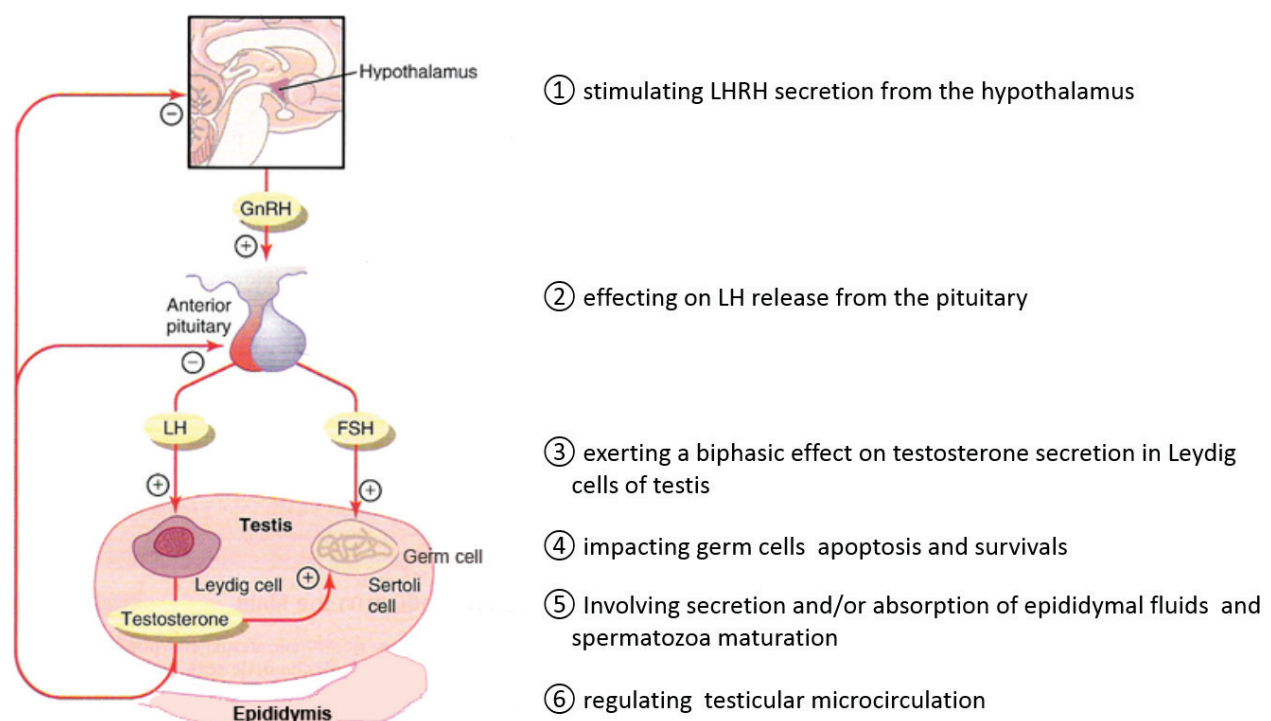 Hypothalamus
① stimulating LHRH secretion from the hypothalamus
−
GnRH
+
Anterior
pituitary
② effecting on LH release from the pituitary
−
LH
FSH
③ exerting a biphasic effect on testosterone secretion in Leydig
cells of testis
+
+
Testis
Germ cell
④ impacting germ cells apoptosis and survivals
Leydig cell
+
Sertoli
cell
Testosterone
⑤ Involving secretion and/or absorption of epididymal fluids and
spermatozoa maturation
⑥ regulating testicular microcirculation
Epididymis